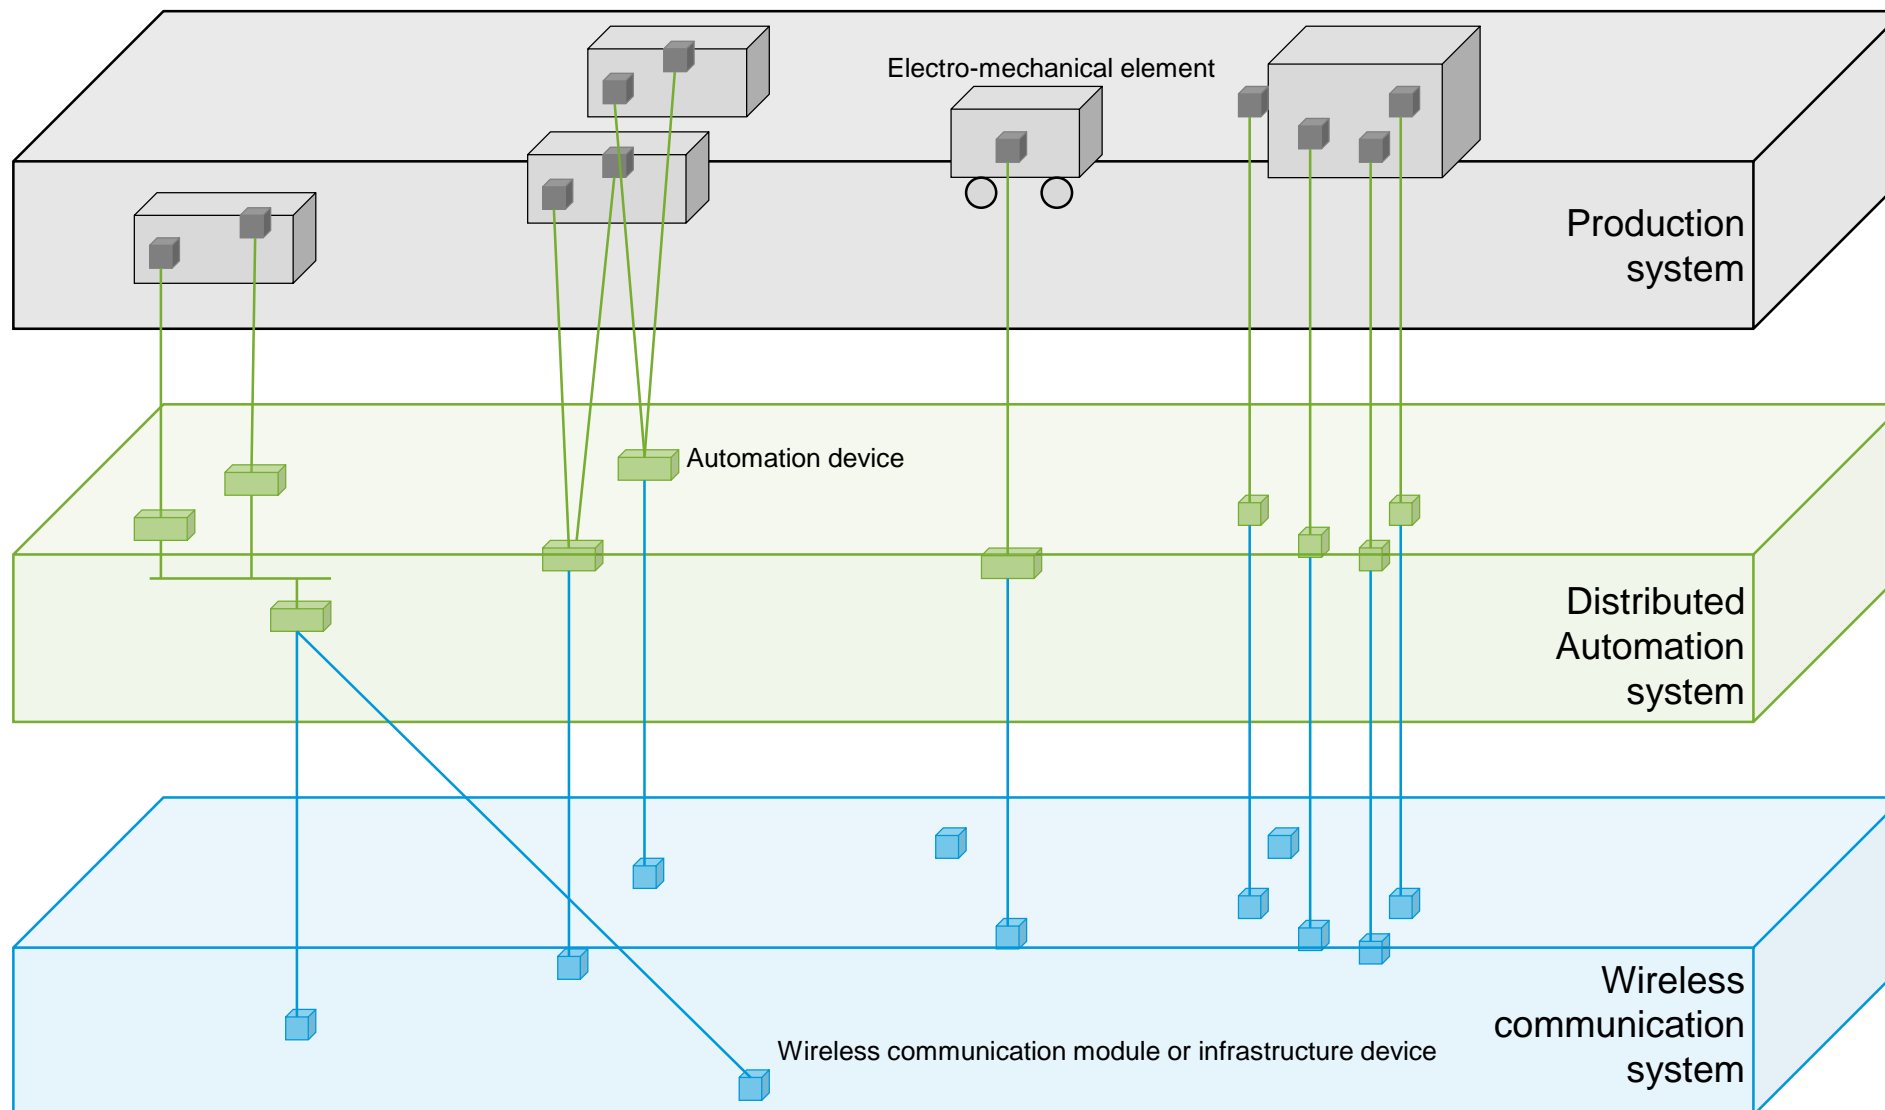 Electro-mechanical element
Production
system
Automation device
Distributed
Automation
system
Wireless
communication
system
Wireless communication module or infrastructure device